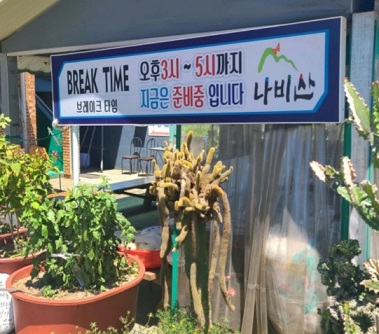 BREAK TIME
브레이크 타임
오후3시 ~ 5시까지
지금은 준비중 입니다
나비산